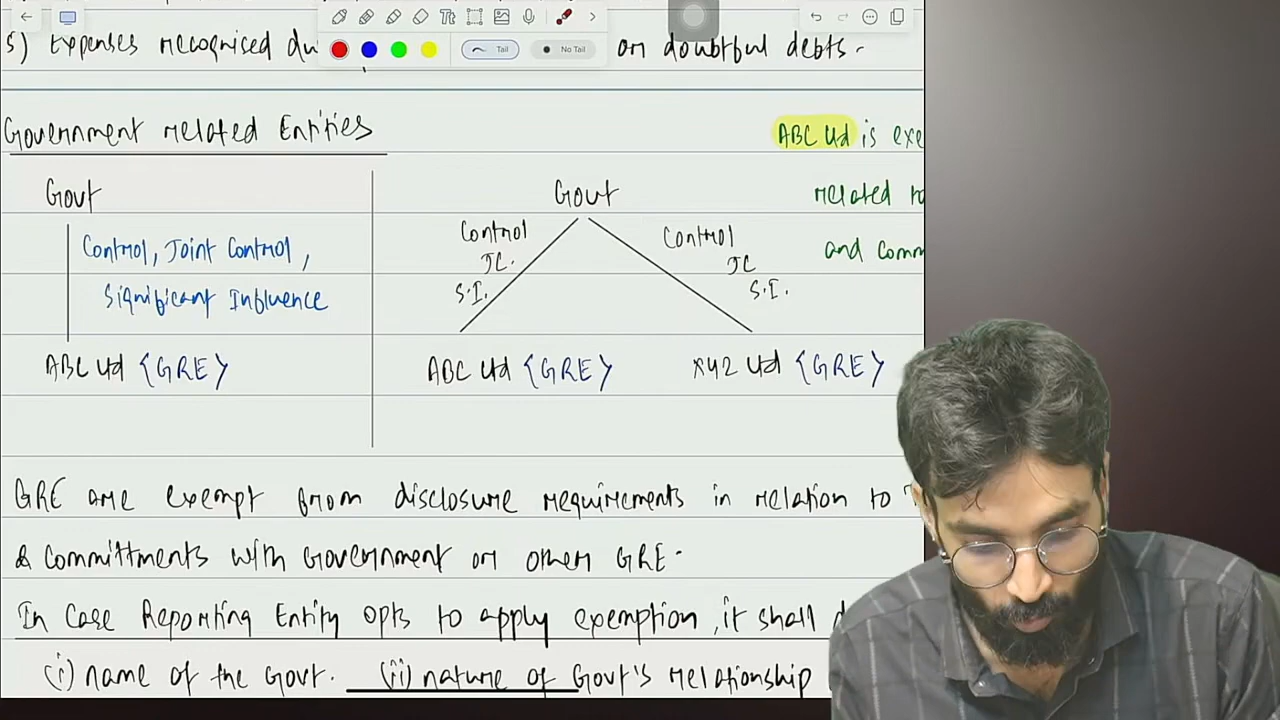 5) Expenses recognised du
on doubtful debts.
Tail
No Tail
Government related Entities
ABC Ltd is exe
Govt
Govt
related
Control, Joint Control,
Control
Control
J.C.
JC
and comm
Significant Influence
S.I.
S.I.
ABC Ltd {GRE}
ABC Ltd {GRE}
XYZ Ltd {GRE}
GRE are exempt from disclosure requirements in relation to
& Committments with Government or other GRE.
In Case Reporting Entity opts to apply exemption, it shall
(i) name of the Govt. (ii) nature of Govt's relationship